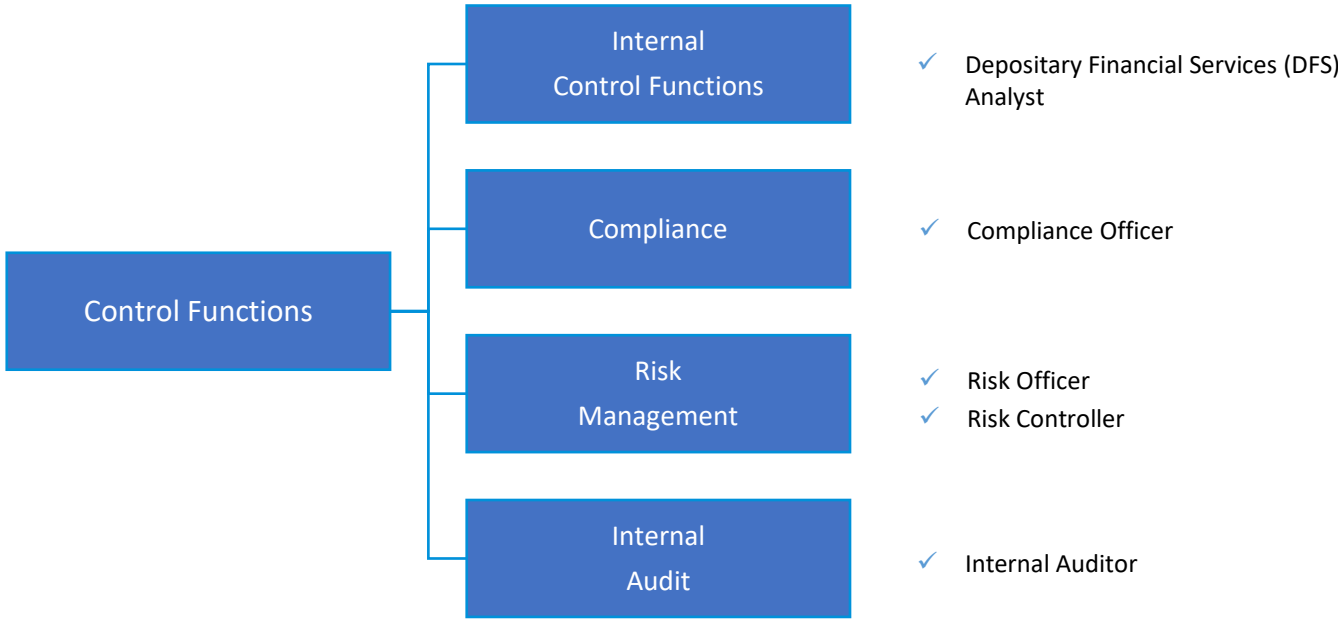 Internal
Control Functions
✓ Depositary Financial Services (DFS)
Analyst
Compliance
✓ Compliance Officer
Control Functions
Risk
Management
✓ Risk Officer
✓ Risk Controller
Internal
Audit
✓ Internal Auditor